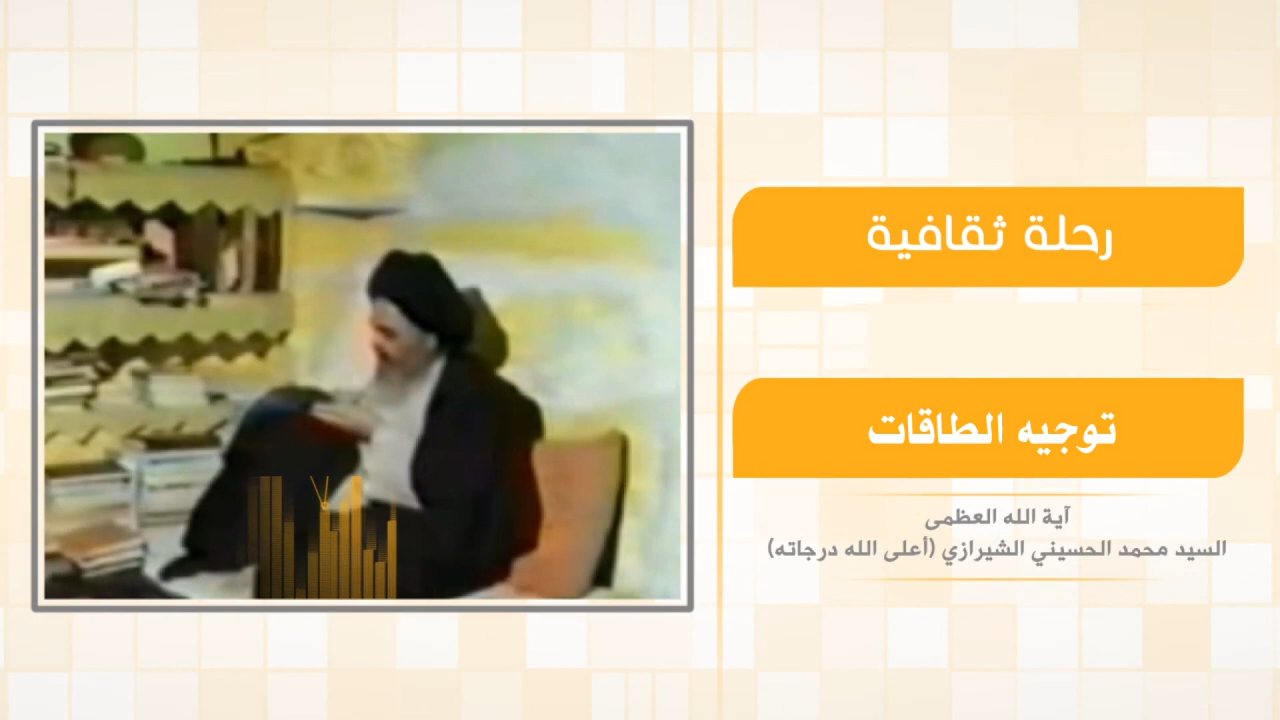 رحلة ثقافية
توجيه الطاقات
آية الله العظمى
السيد محمد الحسيني الشيرازي (أعلى الله درجاته)